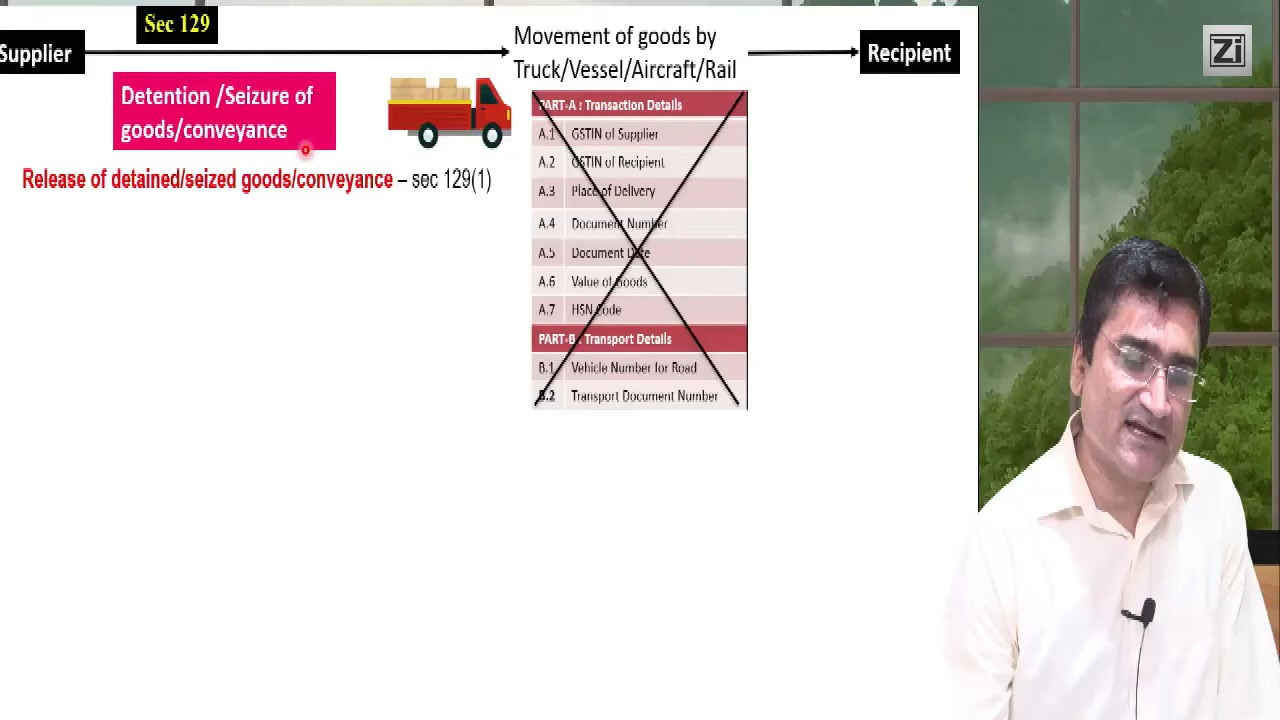 Sec 129
Supplier
Movement of goods by
Truck/Vessel/Aircraft/Rail
Recipient
Zi
Detention /Seizure of
goods/conveyance
Release of detained/seized goods/conveyance – sec 129(1)
PART-A : Transaction Details
A.1 GSTIN of Supplier
A.2 GSTIN of Recipient
A.3 Place of Delivery
A.4 Document Number
A.5 Document Date
A.6 Value of Goods
A.7 HSN Code
PART-B : Transport Details
B.1 Vehicle Number for Road
B.2 Transport Document Number